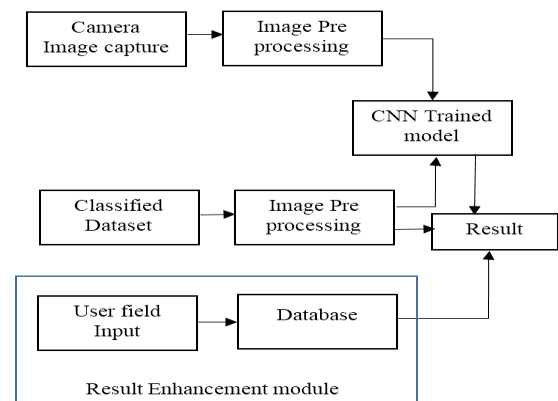 Camera
Image capture
Image Pre
processing
CNN Trained
model
Classified
Dataset
Image Pre
processing
Result
User field
Input
Database
Result Enhancement module